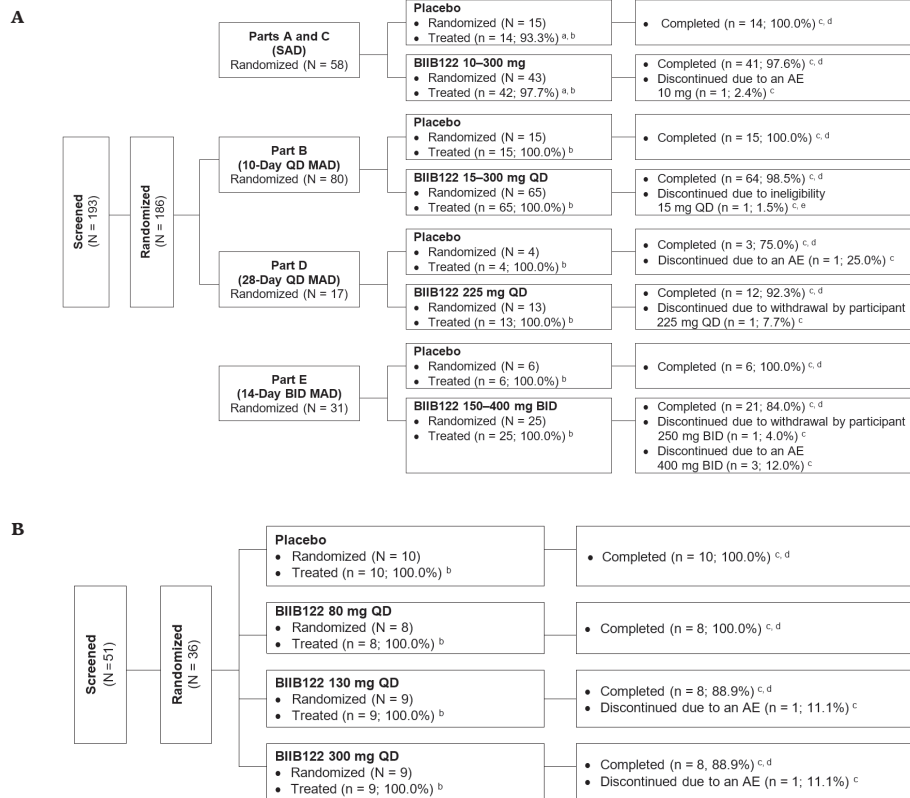 A
Parts A and C
(SAD)
Randomized (N = 58)
Placebo
• Randomized (N = 15)
• Treated (n = 14; 93.3%) a, b
• Completed (n = 14; 100.0%) c, d
BIIB122 10–300 mg
• Randomized (N = 43)
• Treated (n = 42; 97.7%) a, b
• Completed (n = 41; 97.6%) c, d
• Discontinued due to an AE
10 mg (n = 1; 2.4%) c
Screened
(N = 193)
Randomized
(N = 186)
Part B
(10-Day QD MAD)
Randomized (N = 80)
Placebo
• Randomized (N = 15)
• Treated (n = 15; 100.0%) b
• Completed (n = 15; 100.0%) c, d
BIIB122 15–300 mg QD
• Randomized (N = 65)
• Treated (n = 65; 100.0%) b
• Completed (n = 64; 98.5%) c, d
• Discontinued due to ineligibility
15 mg QD (n = 1; 1.5%) c, e
Part D
(28-Day QD MAD)
Randomized (N = 17)
Placebo
• Randomized (N = 4)
• Treated (n = 4; 100.0%) b
• Completed (n = 3; 75.0%) c, d
• Discontinued due to an AE (n = 1; 25.0%) c
BIIB122 225 mg QD
• Randomized (N = 13)
• Treated (n = 13; 100.0%) b
• Completed (n = 12; 92.3%) c, d
• Discontinued due to withdrawal by participant
225 mg QD (n = 1; 7.7%) c
Part E
(14-Day BID MAD)
Randomized (N = 31)
Placebo
• Randomized (N = 6)
• Treated (n = 6; 100.0%) b
• Completed (n = 6; 100.0%) c, d
BIIB122 150–400 mg BID
• Randomized (N = 25)
• Treated (n = 25; 100.0%) b
• Completed (n = 21; 84.0%) c, d
• Discontinued due to withdrawal by participant
250 mg BID (n = 1; 4.0%) c
• Discontinued due to an AE
400 mg BID (n = 3; 12.0%) c
B
Screened
(N = 51)
Randomized
(N = 36)
Placebo
• Randomized (N = 10)
• Treated (n = 10; 100.0%) b
• Completed (n = 10; 100.0%) c, d
BIIB122 80 mg QD
• Randomized (N = 8)
• Treated (n = 8; 100.0%) b
• Completed (n = 8; 100.0%) c, d
BIIB122 130 mg QD
• Randomized (N = 9)
• Treated (n = 9; 100.0%) b
• Completed (n = 8; 88.9%) c, d
• Discontinued due to an AE (n = 1; 11.1%) c
BIIB122 300 mg QD
• Randomized (N = 9)
• Treated (n = 9; 100.0%) b
• Completed (n = 8, 88.9%) c, d
• Discontinued due to an AE (n = 1; 11.1%) c